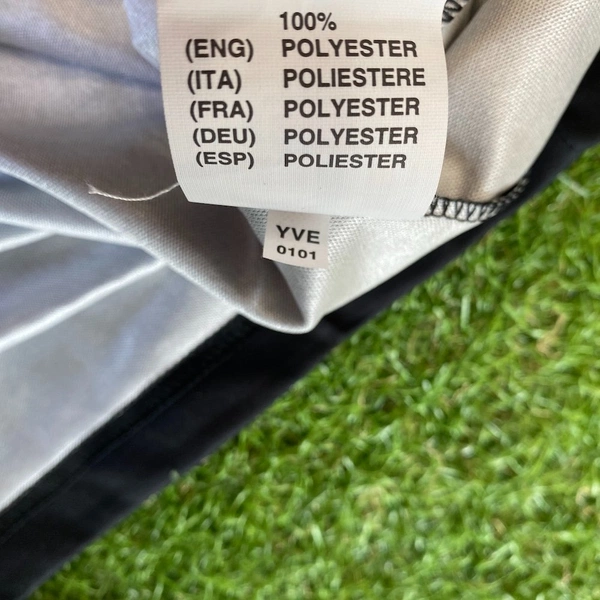 100%
(ENG) POLYESTER
(ITA) POLIESTERE
(FRA) POLYESTER
(DEU) POLYESTER
(ESP) POLIESTER
YVE
0101